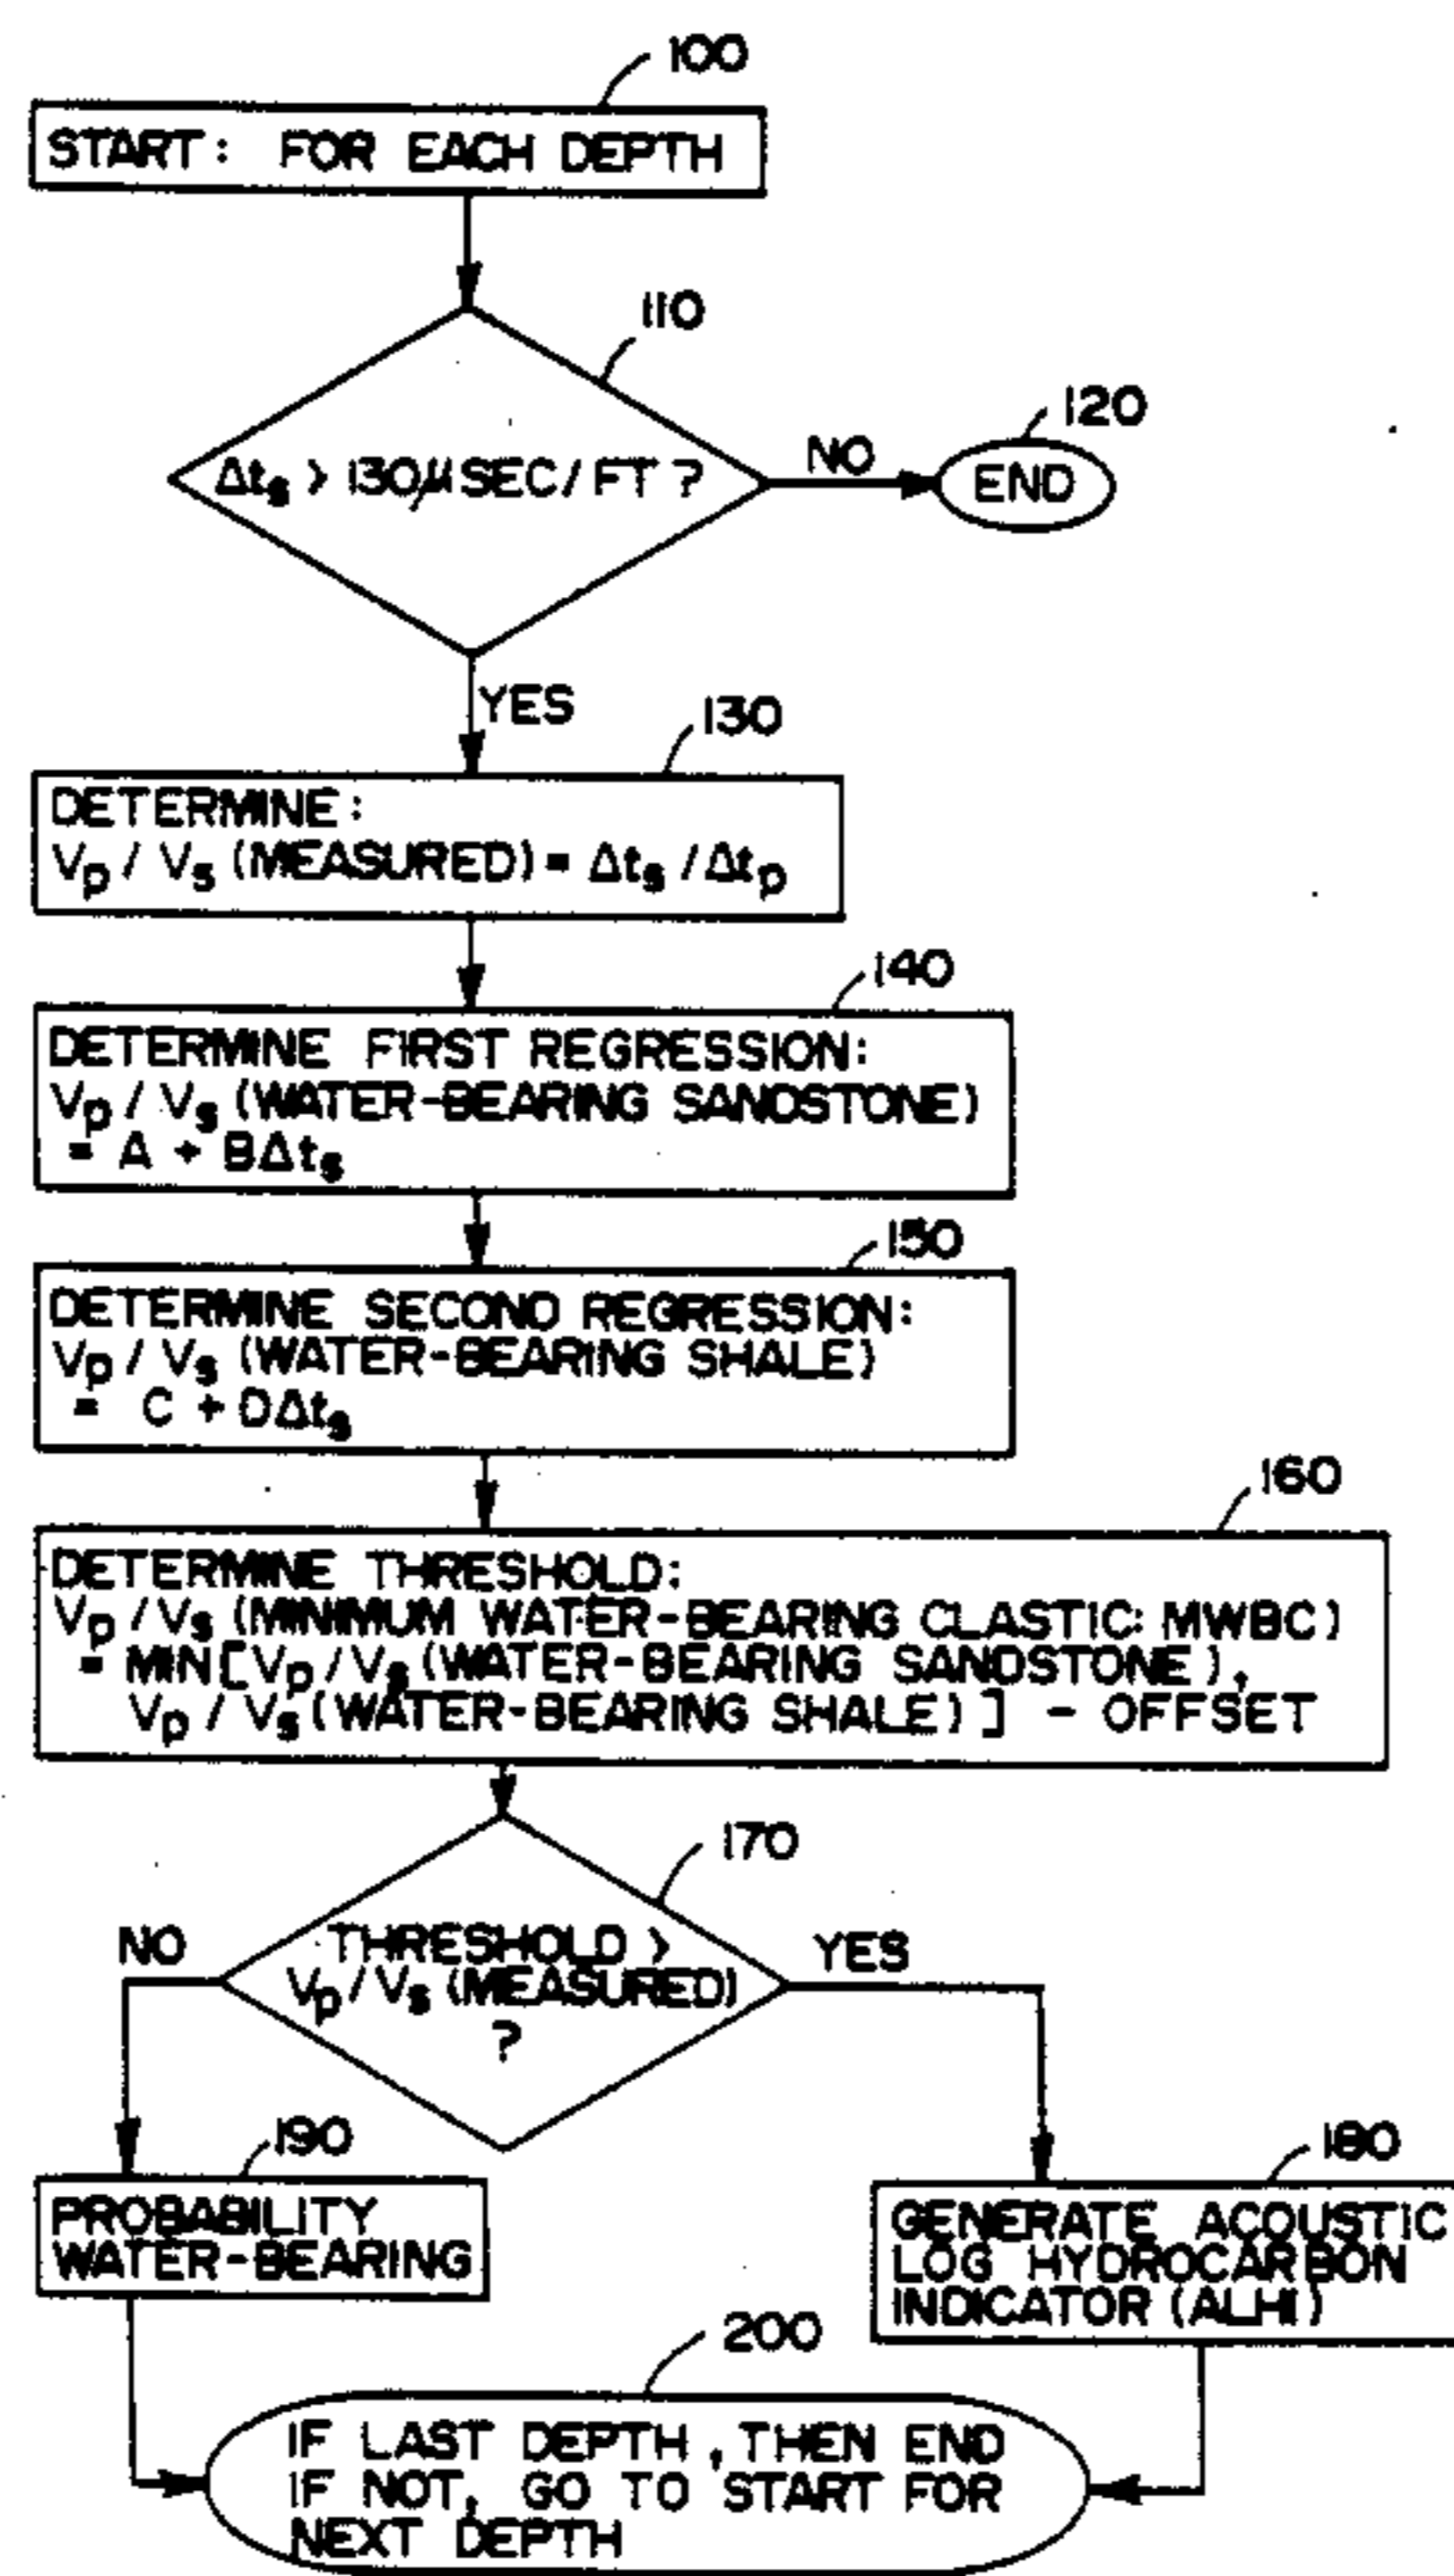 100
START: FOR EACH DEPTH
110
Δts > 130μSEC/FT ?
NO
120
END
YES
130
DETERMINE:
Vp / Vs (MEASURED) = Δts / Δtp
140
DETERMINE FIRST REGRESSION:
Vp / Vs (WATER-BEARING SANDSTONE)
= A + BΔts
150
DETERMINE SECOND REGRESSION:
Vp / Vs (WATER-BEARING SHALE)
= C + DΔts
160
DETERMINE THRESHOLD:
Vp / Vs (MINIMUM WATER-BEARING CLASTIC: MWBC)
= MIN[Vp / Vs (WATER-BEARING SANDSTONE),
Vp / Vs (WATER-BEARING SHALE)] - OFFSET
170
NO
THRESHOLD >
Vp / Vs (MEASURED)
?
YES
190
PROBABILITY
WATER-BEARING
180
GENERATE ACOUSTIC
LOG HYDROCARBON
INDICATOR (ALHI)
200
IF LAST DEPTH, THEN END
IF NOT, GO TO START FOR
NEXT DEPTH